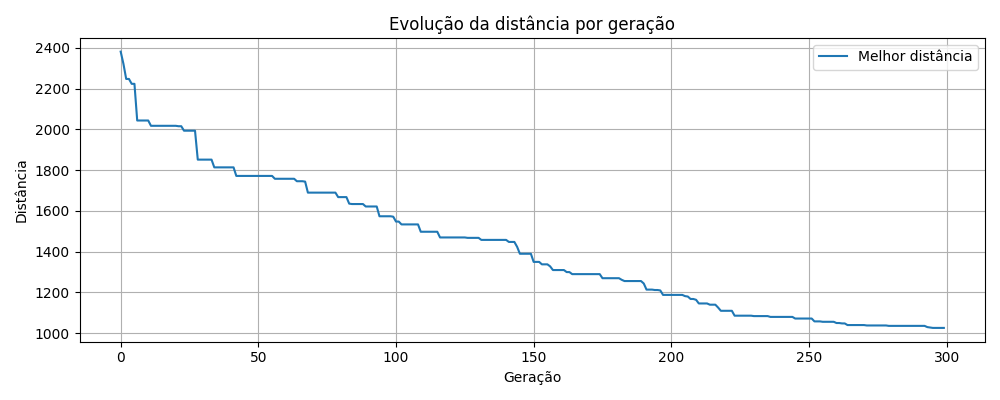 Evolução da distância por geração
Melhor distância
Distância
2400
2200
2000
1800
1600
1400
1200
1000
0 50 100 150 200 250 300
Geração